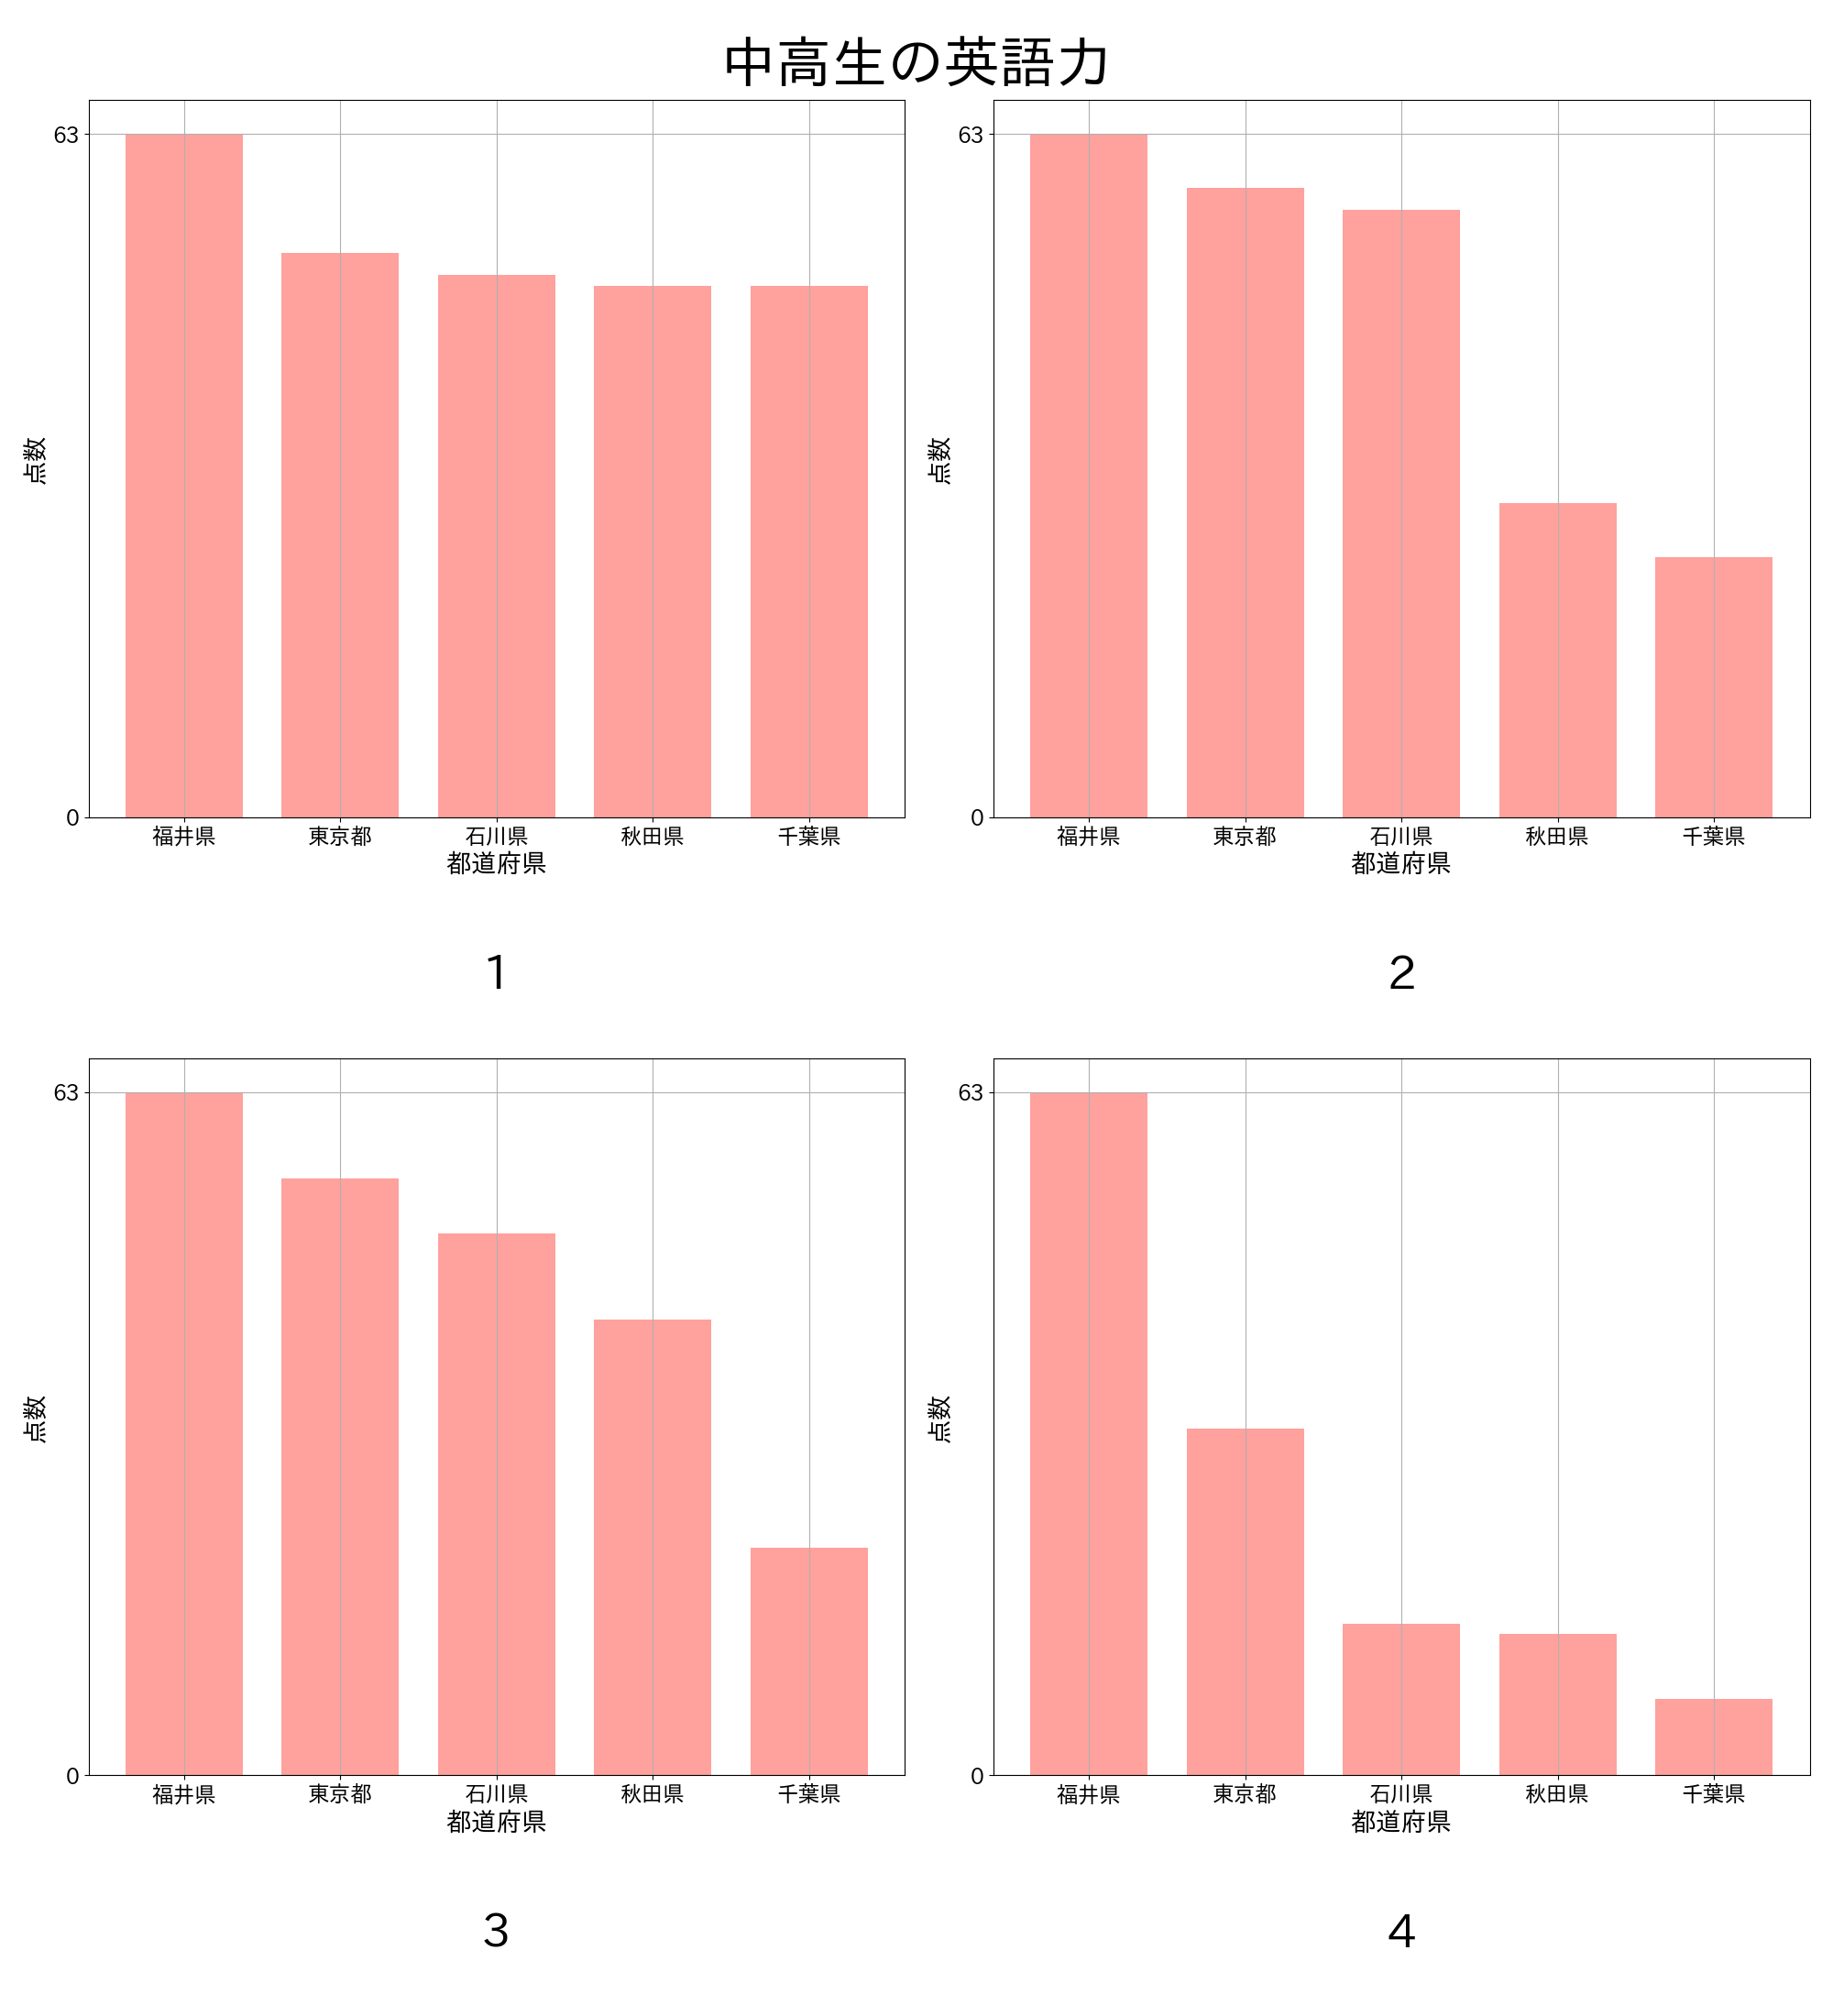 中高生の英語力
63
0
点数
福井県 東京都 石川県 秋田県 千葉県
都道府県
1
63
0
点数
福井県 東京都 石川県 秋田県 千葉県
都道府県
2
63
0
点数
福井県 東京都 石川県 秋田県 千葉県
都道府県
3
63
0
点数
福井県 東京都 石川県 秋田県 千葉県
都道府県
4